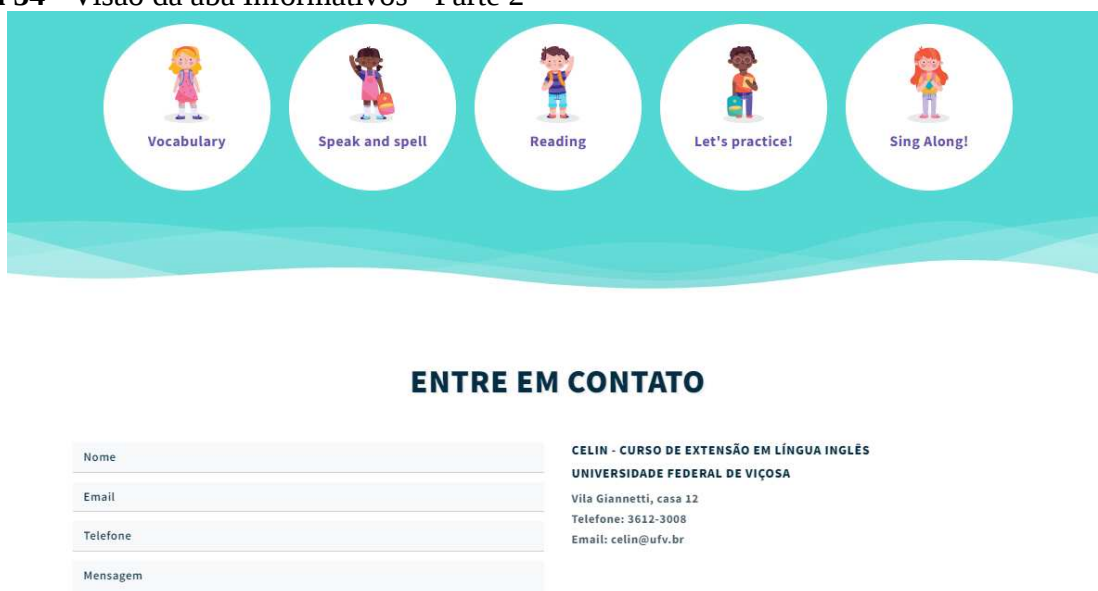 34 - Visão da aba Informativos - Parte 2
Vocabulary
Speak and spell
Reading
Let's practice!
Sing Along!
ENTRE EM CONTATO
Nome
Email
Telefone
Mensagem
CELIN - CURSO DE EXTENSÃO EM LÍNGUA INGLÊS
UNIVERSIDADE FEDERAL DE VIÇOSA
Vila Giannetti, casa 12
Telefone: 3612-3008
Email: celin@ufv.br